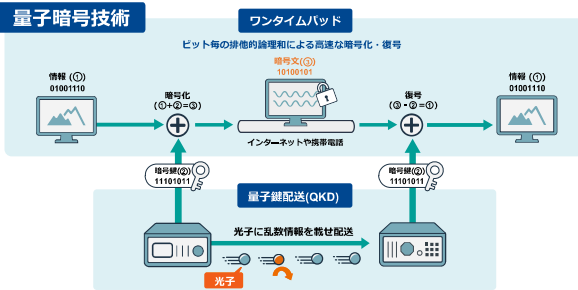 量子暗号技術
ワンタイムパッド
ビット毎の排他的論理和による高速な暗号化・復号
情報 (①)
01001110
暗号化
(①+②=③)
暗号文(③)
10100101
インターネットや携帯電話
復号
(③-②=①)
情報 (①)
01001110
暗号鍵(②)
11101011
暗号鍵(②)
11101011
量子鍵配送(QKD)
光子に乱数情報を載せ配送
光子